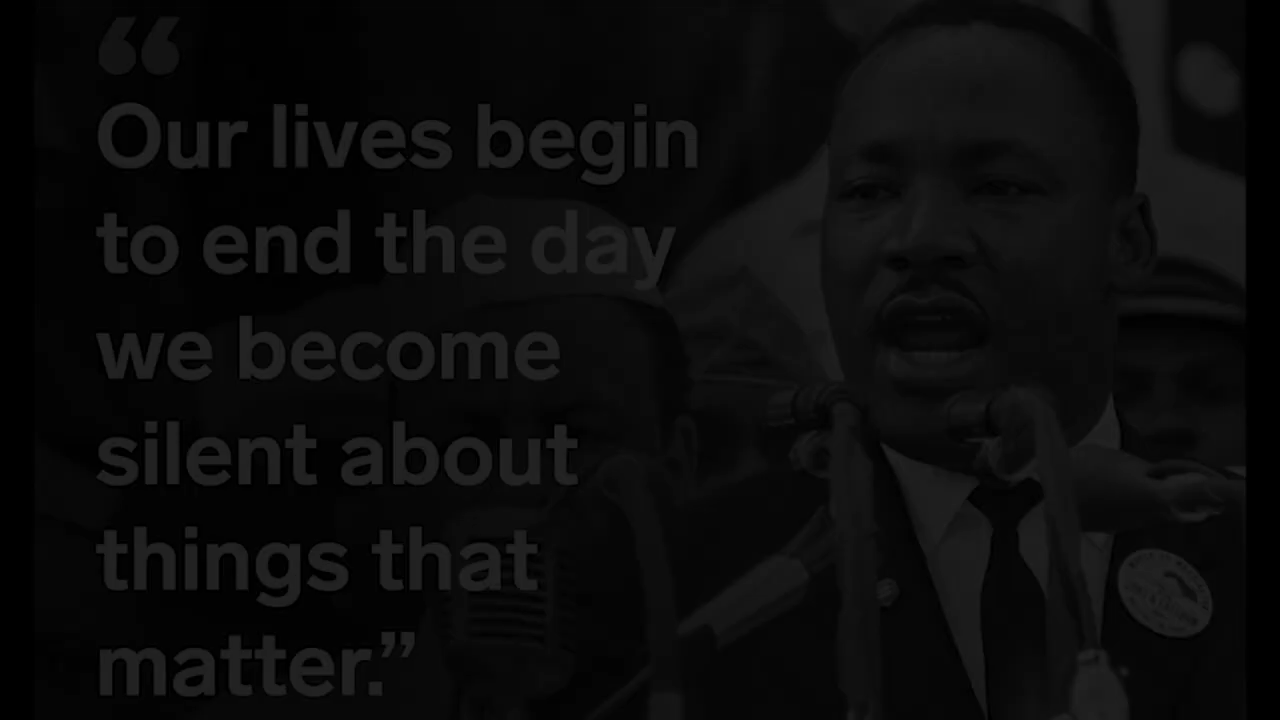 “
Our lives begin
to end the day
we become
silent about
things that
matter.”